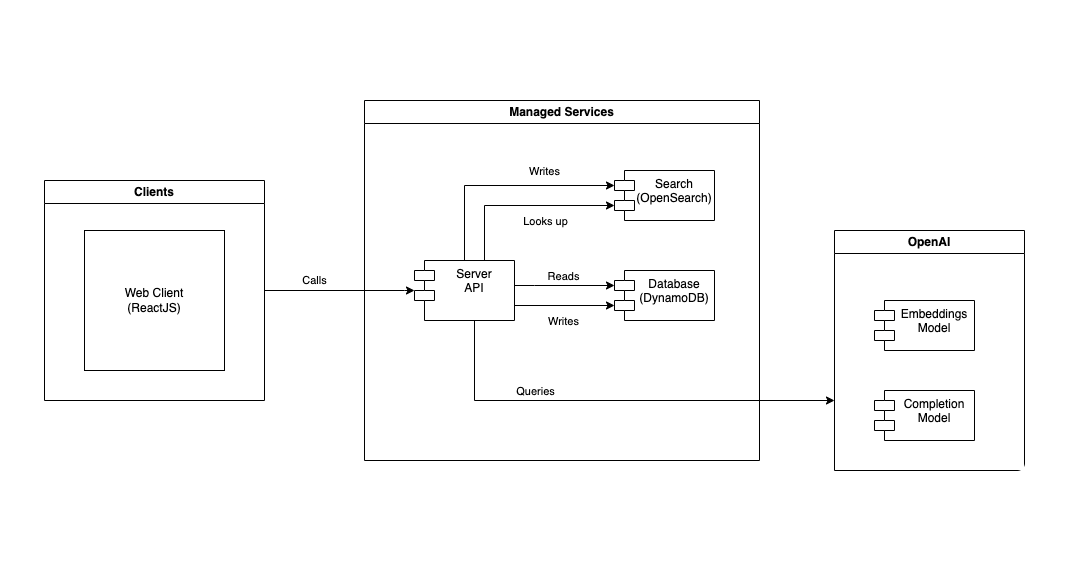 Managed Services
Clients
Web Client
(ReactJS)
Calls
Writes
Search
(OpenSearch)
Looks up
Server
API
Reads
Database
(DynamoDB)
Writes
Queries
OpenAI
Embeddings
Model
Completion
Model